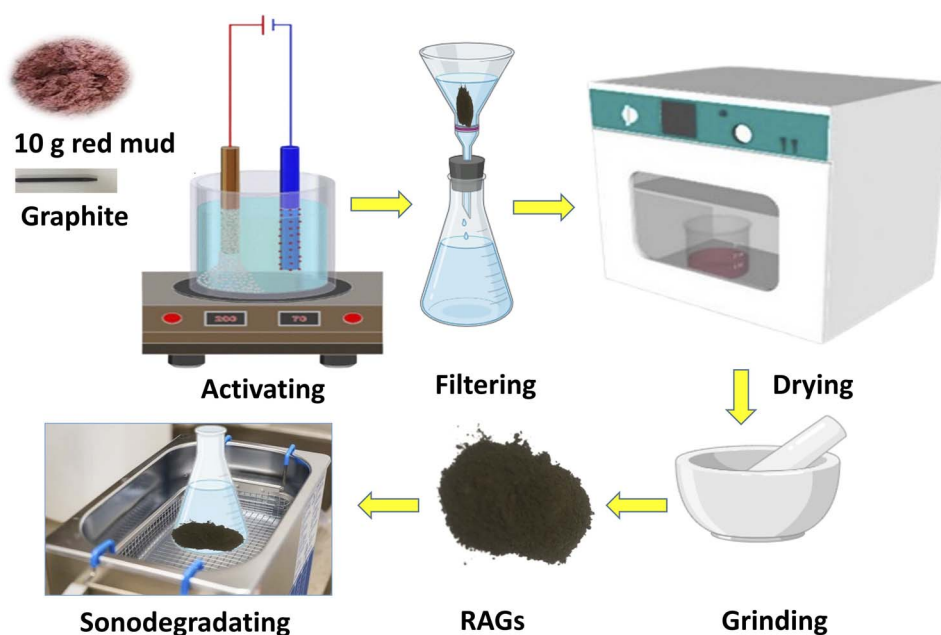 10 g red mud
Graphite
200
70
Activating
Filtering
Drying
Sonodegradating
RAGs
Grinding